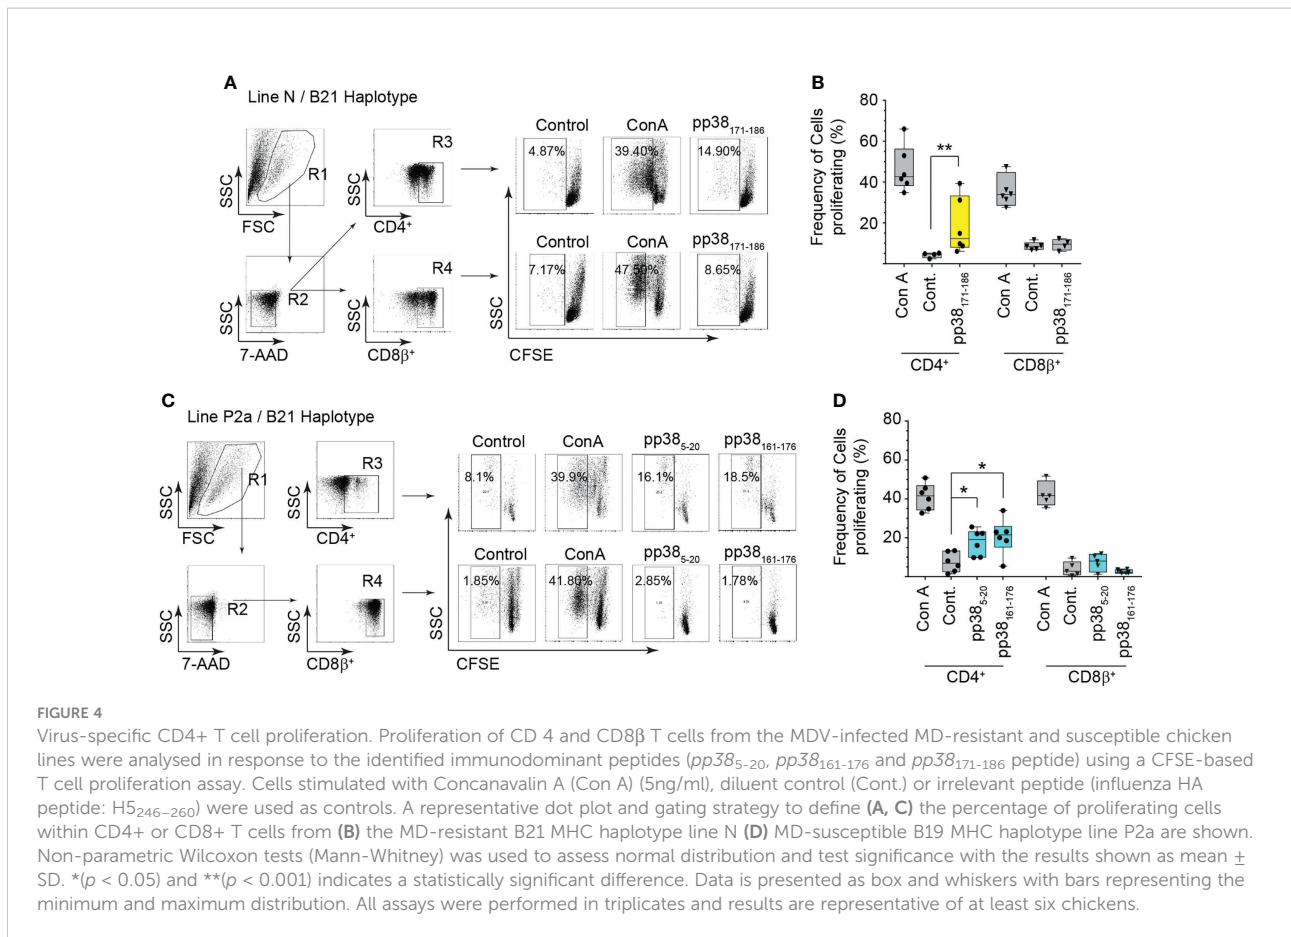 A
Line N / B21 Haplotype
SSC
R1
FSC
SSC
R3
CD4⁺
SSC
R2
7-AAD
SSC
R4
CD8β⁺
Control
ConA
pp38₁₇₁₋₁₈₆
4.87%
39.40%
14.90%
Control
ConA
pp38₁₇₁₋₁₈₆
7.17%
47.50%
8.65%
SSC
CFSE
B
Frequency of Cells
proliferating (%)
80
60
40
20
**
Con A
Cont.
pp38₁₇₁₋₁₈₆
Con A
Cont.
pp38₁₇₁₋₁₈₆
CD4⁺
CD8β⁺
C
Line P2a / B21 Haplotype
SSC
R1
FSC
SSC
R3
CD4⁺
SSC
R2
7-AAD
SSC
R4
CD8β⁺
Control
ConA
pp38₅₋₂₀
pp38₁₆₁₋₁₇₆
8.1%
39.9%
16.1%
18.5%
Control
ConA
pp38₅₋₂₀
pp38₁₆₁₋₁₇₆
1.85%
41.80%
2.85%
1.78%
SSC
CFSE
D
Frequency of Cells
proliferating (%)
80
60
40
20
*
*
Con A
Cont.
pp38₅₋₂₀
pp38₁₆₁₋₁₇₆
Con A
Cont.
pp38₅₋₂₀
pp38₁₆₁₋₁₇₆
CD4⁺
CD8β⁺
FIGURE 4
Virus-specific CD4+ T cell proliferation. Proliferation of CD 4 and CD8β T cells from the MDV-infected MD-resistant and susceptible chicken
lines were analysed in response to the identified immunodominant peptides (pp38₅₋₂₀, pp38₁₆₁₋₁₇₆ and pp38₁₇₁₋₁₈₆ peptide) using a CFSE-based
T cell proliferation assay. Cells stimulated with Concanavalin A (Con A) (5ng/ml), diluent control (Cont.) or irrelevant peptide (influenza HA
peptide: H5₂₄₆₋₂₆₀) were used as controls. A representative dot plot and gating strategy to define (A, C) the percentage of proliferating cells
within CD4+ or CD8+ T cells from (B) the MD-resistant B21 MHC haplotype line N (D) MD-susceptible B19 MHC haplotype line P2a are shown.
Non-parametric Wilcoxon tests (Mann-Whitney) was used to assess normal distribution and test significance with the results shown as mean ±
SD. *(p < 0.05) and **(p < 0.001) indicates a statistically significant difference. Data is presented as box and whiskers with bars representing the
minimum and maximum distribution. All assays were performed in triplicates and results are representative of at least six chickens.